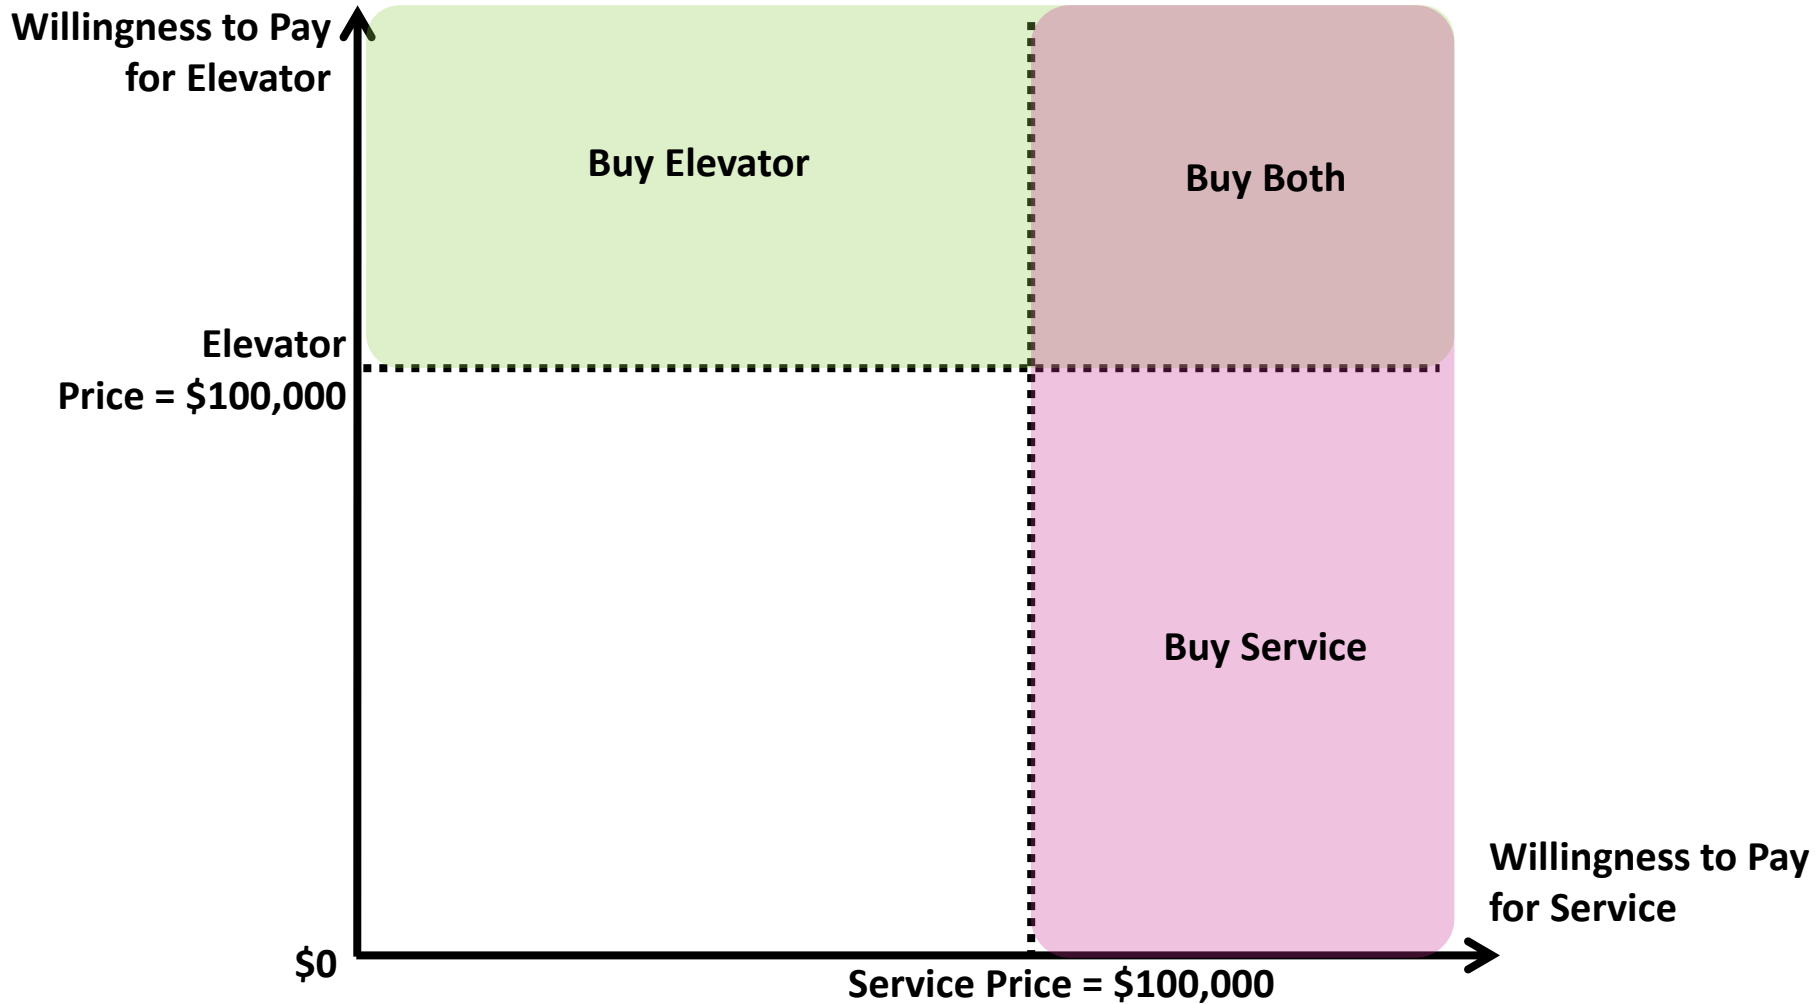 Willingness to Pay
for Elevator
Buy Elevator
Buy Both
Elevator
Price = $100,000
Buy Service
Willingness to Pay
for Service
$0
Service Price = $100,000